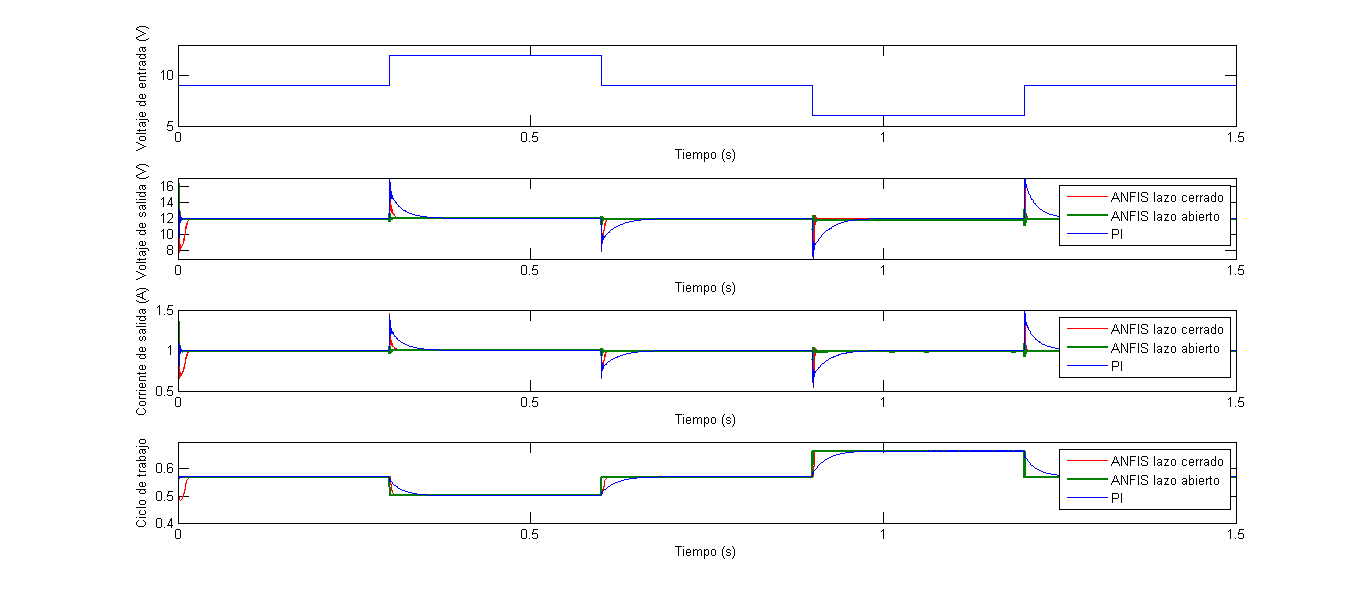 Voltaje de entrada (V)
10
5
0
0.5
1
1.5
Tiempo (s)
Voltaje de salida (V)
16
14
12
10
8
ANFIS lazo cerrado
ANFIS lazo abierto
PI
0
0.5
1
1.5
Tiempo (s)
Corriente de salida (A)
1.5
1
0.5
ANFIS lazo cerrado
ANFIS lazo abierto
PI
0
0.5
1
1.5
Tiempo (s)
Ciclo de trabajo
0.6
0.5
0.4
ANFIS lazo cerrado
ANFIS lazo abierto
PI
0
0.5
1
1.5
Tiempo (s)